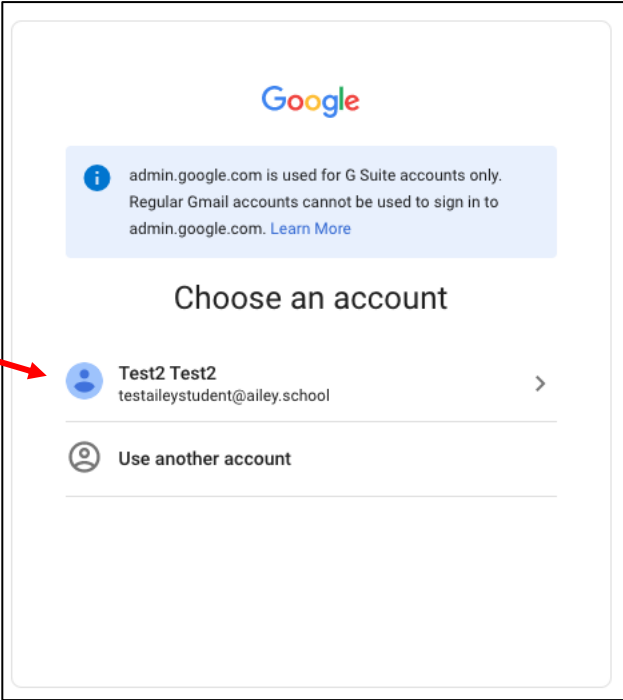 Google
admin.google.com is used for G Suite accounts only.
Regular Gmail accounts cannot be used to sign in to
admin.google.com. Learn More
Choose an account
Test2 Test2
testaileystudent@ailey.school
Use another account